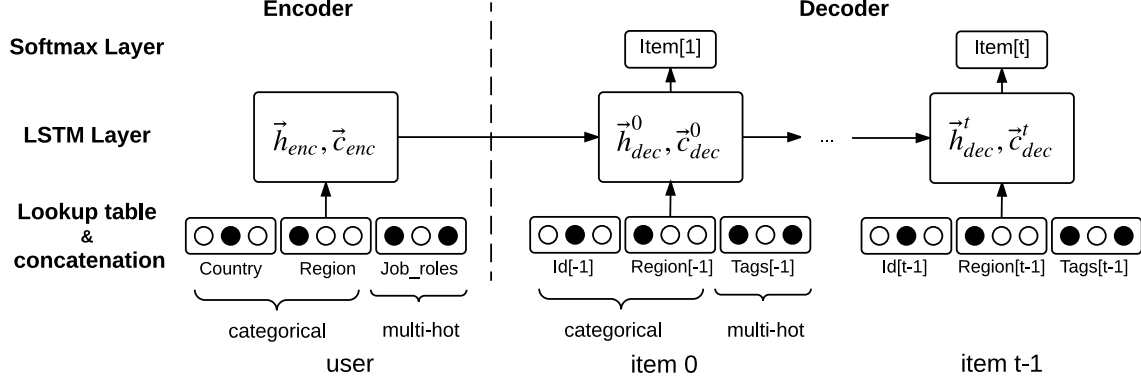 Encoder Decoder
Softmax Layer Item[1] Item[t]
LSTM Layer h⃗enc, c⃗enc h⃗⁰dec, c⃗⁰dec ... h⃗ᵗdec, c⃗ᵗdec
Lookup table
&
concatenation
Country Region Job_roles Id[-1] Region[-1] Tags[-1] Id[t-1] Region[t-1] Tags[t-1]
categorical multi-hot categorical multi-hot
user item 0 item t-1